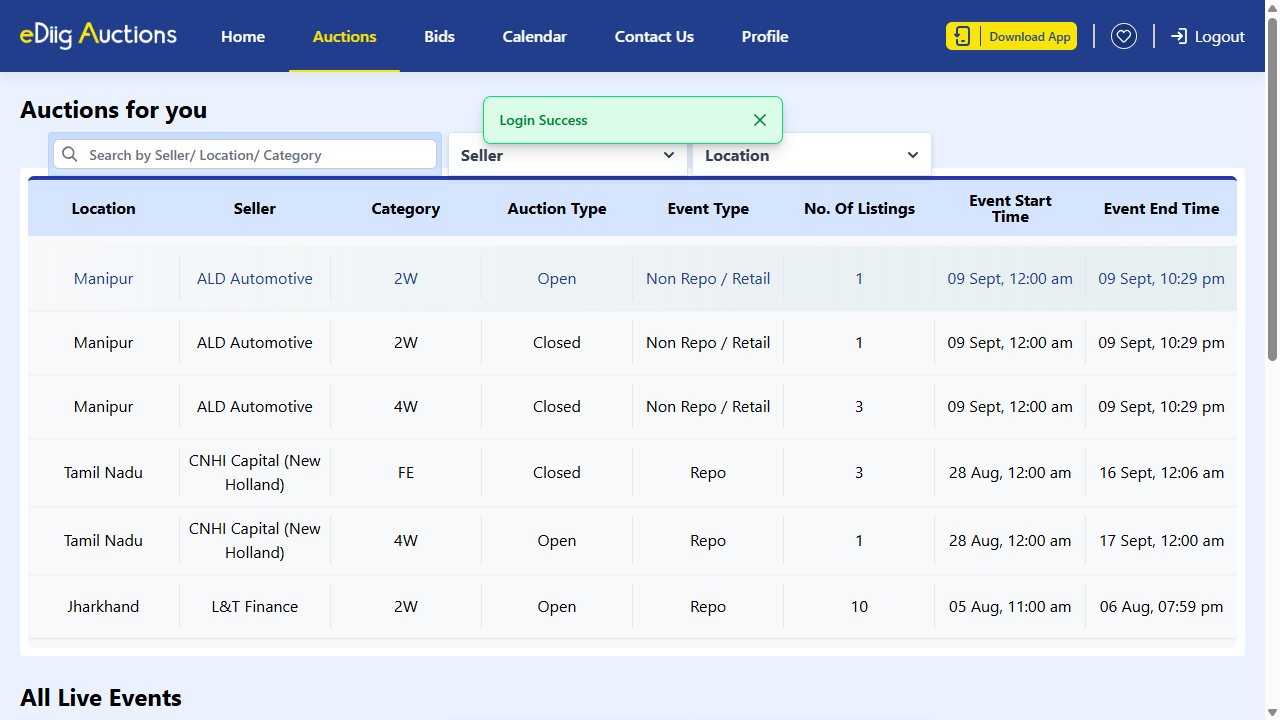 eDiig Auctions
Home
Auctions
Bids
Calendar
Contact Us
Profile
Download App
Logout
Auctions for you
Login Success
Search by Seller/ Location/ Category
Seller
Location
Location Seller Category Auction Type Event Type No. Of Listings Event Start Time Event End Time
Manipur ALD Automotive 2W Open Non Repo / Retail 1 09 Sept, 12:00 am 09 Sept, 10:29 pm
Manipur ALD Automotive 2W Closed Non Repo / Retail 1 09 Sept, 12:00 am 09 Sept, 10:29 pm
Manipur ALD Automotive 4W Closed Non Repo / Retail 3 09 Sept, 12:00 am 09 Sept, 10:29 pm
Tamil Nadu CNHI Capital (New Holland) FE Closed Repo 3 28 Aug, 12:00 am 16 Sept, 12:06 am
Tamil Nadu CNHI Capital (New Holland) 4W Open Repo 1 28 Aug, 12:00 am 17 Sept, 12:00 am
Jharkhand L&T Finance 2W Open Repo 10 05 Aug, 11:00 am 06 Aug, 07:59 pm
All Live Events